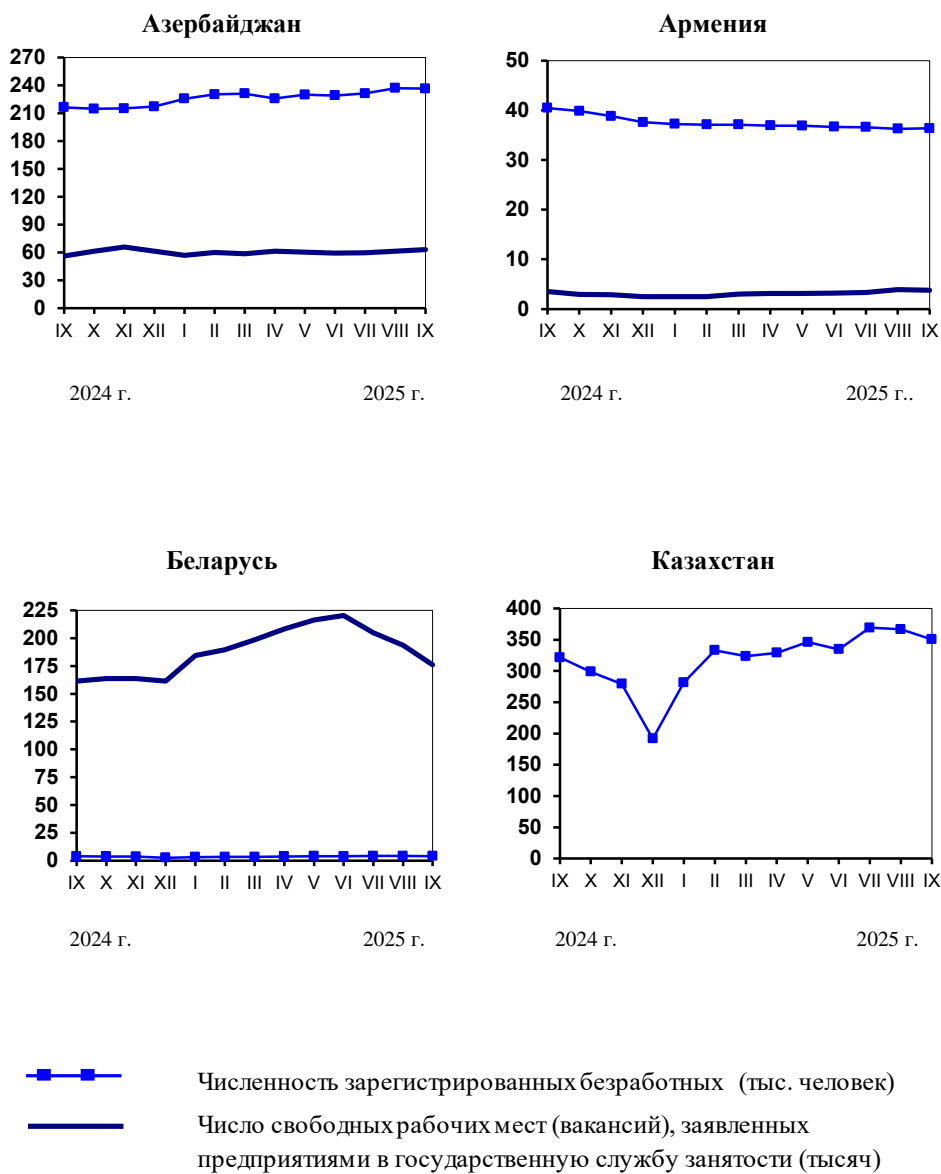 Азербайджан
270
240
210
180
150
120
90
60
30
0
IX X XI XII I II III IV V VI VII VIII IX
2024 г. 2025 г.
Армения
50
40
30
20
10
0
IX X XI XII I II III IV V VI VII VIII IX
2024 г. 2025 г..
Беларусь
225
200
175
150
125
100
75
50
25
0
IX X XI XII I II III IV V VI VII VIII IX
2024 г. 2025 г.
Казахстан
400
350
300
250
200
150
100
50
0
IX X XI XII I II III IV V VI VII VIII IX
2024 г. 2025 г.
Численность зарегистрированных безработных (тыс. человек)
Число свободных рабочих мест (вакансий), заявленных
предприятиями в государственную службу занятости (тысяч)